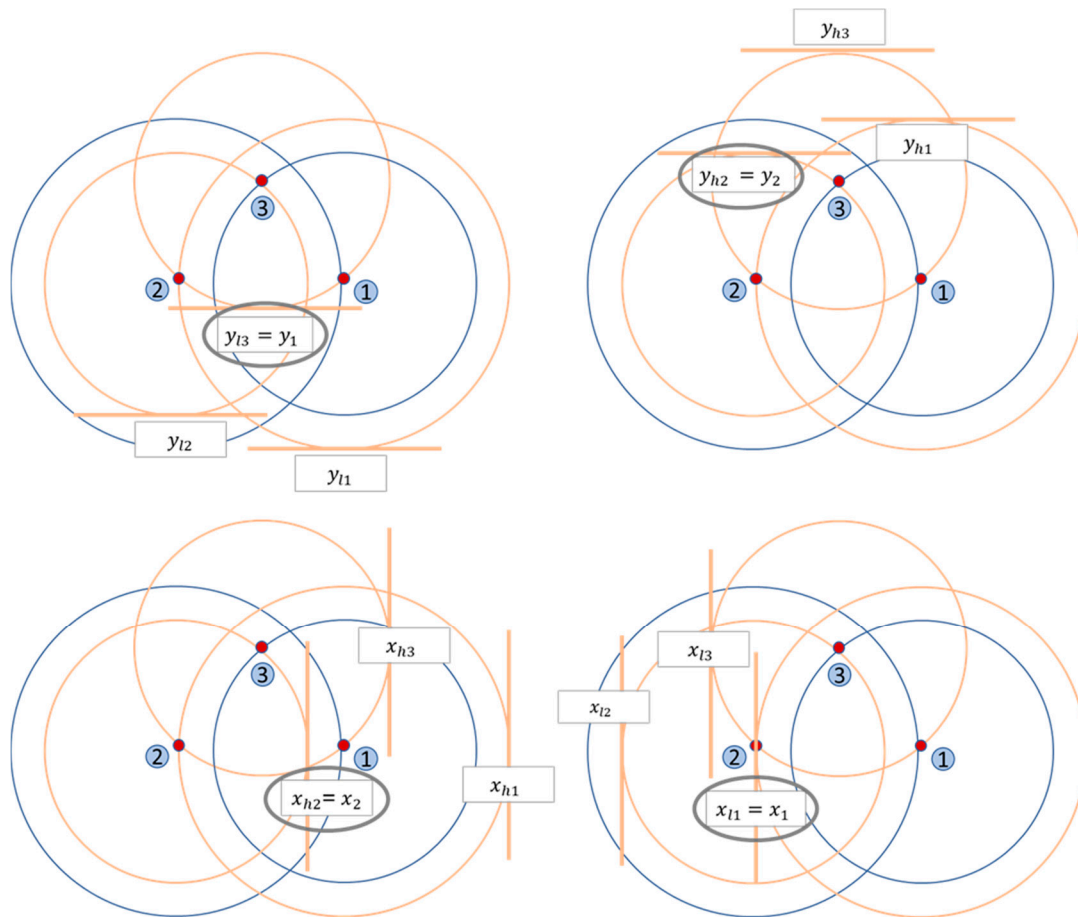 y_{h3}
y_{h1}
y_{h2} = y_2
3
3
2
1
2
1
y_{l3} = y_1
y_{l2}
y_{l1}
x_{h3}
x_{l3}
3
3
x_{l2}
2
1
2
1
x_{h2}= x_2
x_{h1}
x_{l1} = x_1